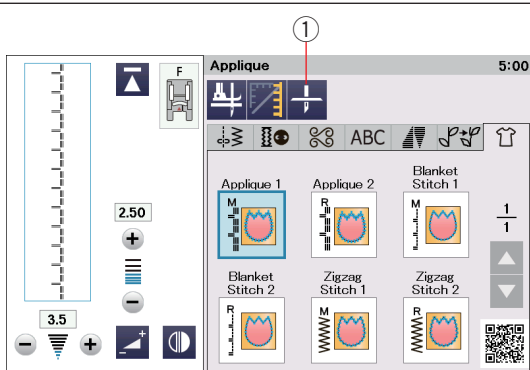 1
F
Applique
5:00
ABC
2.50
3.5
Applique 1
Applique 2
Blanket
Stitch 1
M
R
M
1
1
Blanket
Stitch 2
Zigzag
Stitch 1
Zigzag
Stitch 2
R
M
R